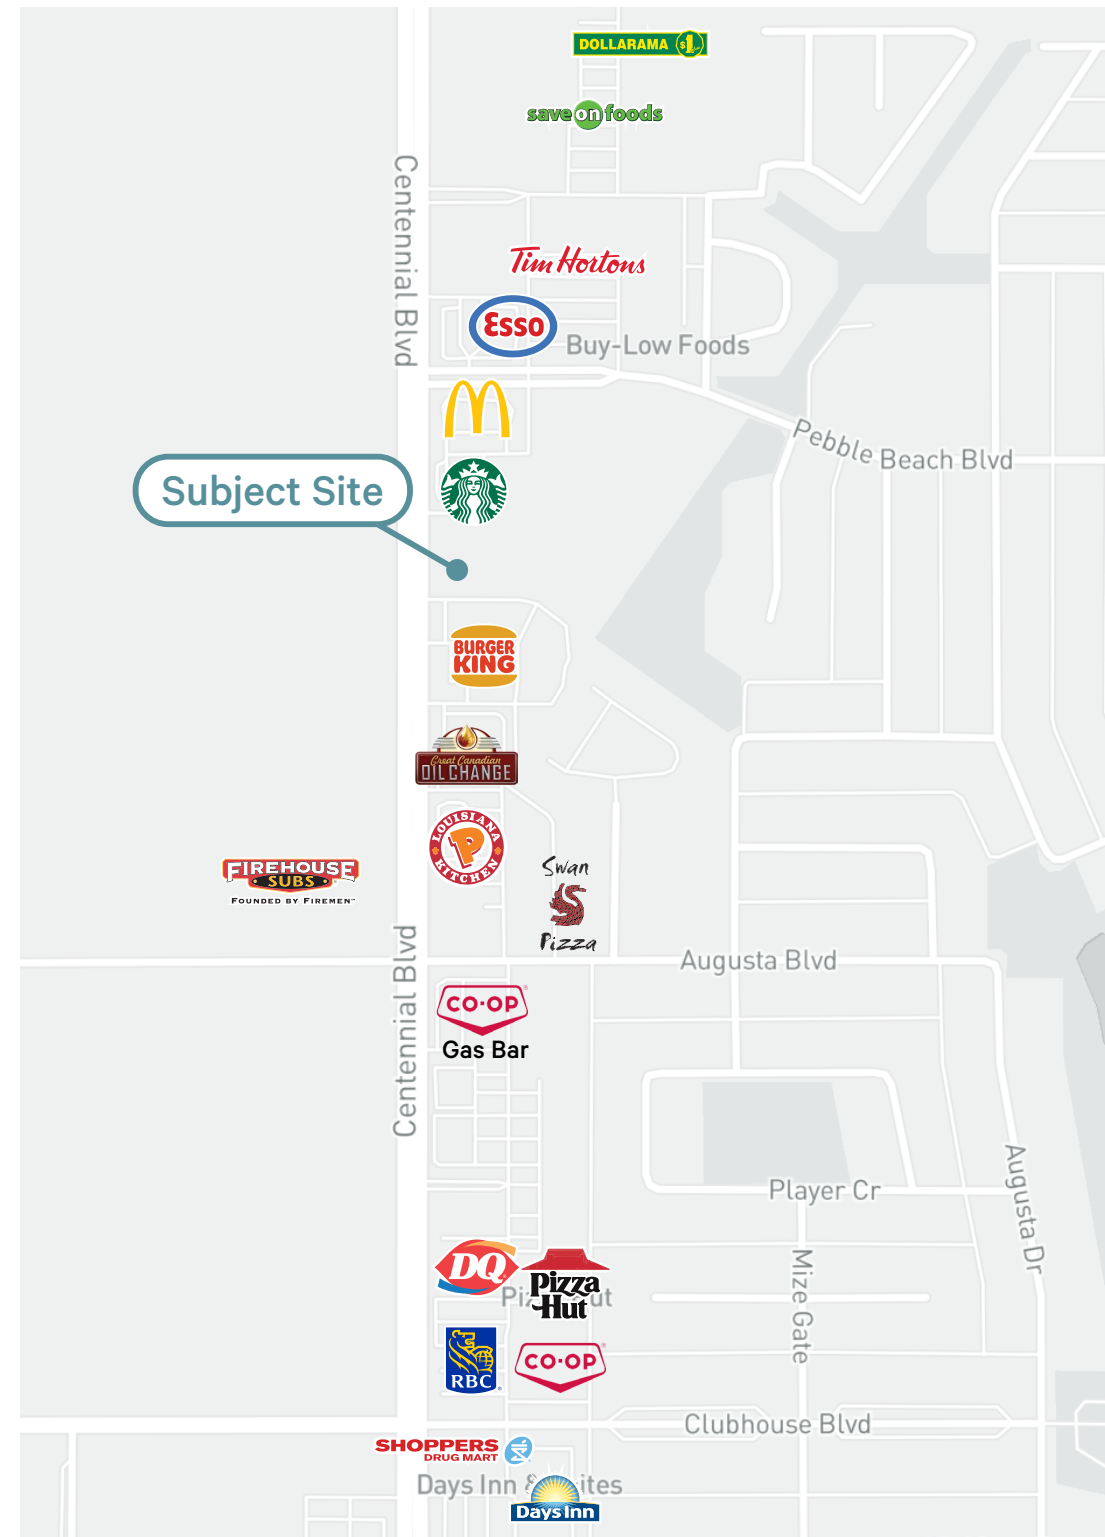 DOLLARAMA $1
save on foods
Centennial Blvd
Tim Hortons
Esso
Buy-Low Foods
Pebble Beach Blvd
Subject Site
BURGER
KING
Great Canadian
OIL CHANGE
LOUISIANA
P
KITCHEN
FIREHOUSE
SUBS
FOUNDED BY FIREMEN™
Swan
Pizza
Augusta Blvd
Centennial Blvd
CO·OP®
Gas Bar
Player Cr
Augusta Dr
Mize Gate
DQ
Pizza
Hut
RBC®
CO·OP®
Clubhouse Blvd
SHOPPERS
DRUG MART
Days Inn
Days Inn